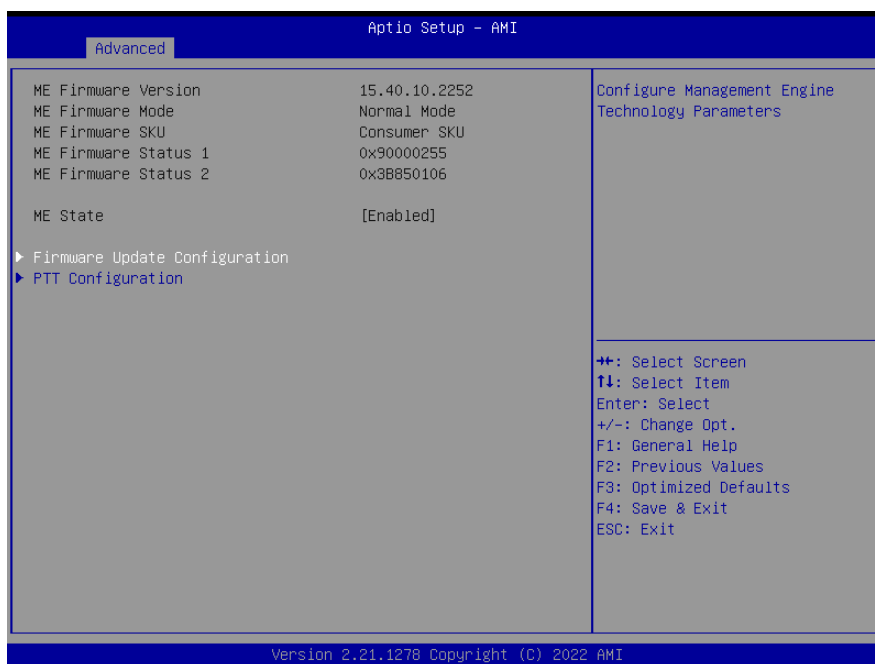 Aptio Setup – AMI
Advanced
ME Firmware Version 15.40.10.2252
ME Firmware Mode Normal Mode
ME Firmware SKU Consumer SKU
ME Firmware Status 1 0x90000255
ME Firmware Status 2 0x3B850106
ME State [Enabled]
Firmware Update Configuration
PTT Configuration
Configure Management Engine
Technology Parameters
→←: Select Screen
↑↓: Select Item
Enter: Select
+/-: Change Opt.
F1: General Help
F2: Previous Values
F3: Optimized Defaults
F4: Save & Exit
ESC: Exit
Version 2.21.1278 Copyright (C) 2022 AMI